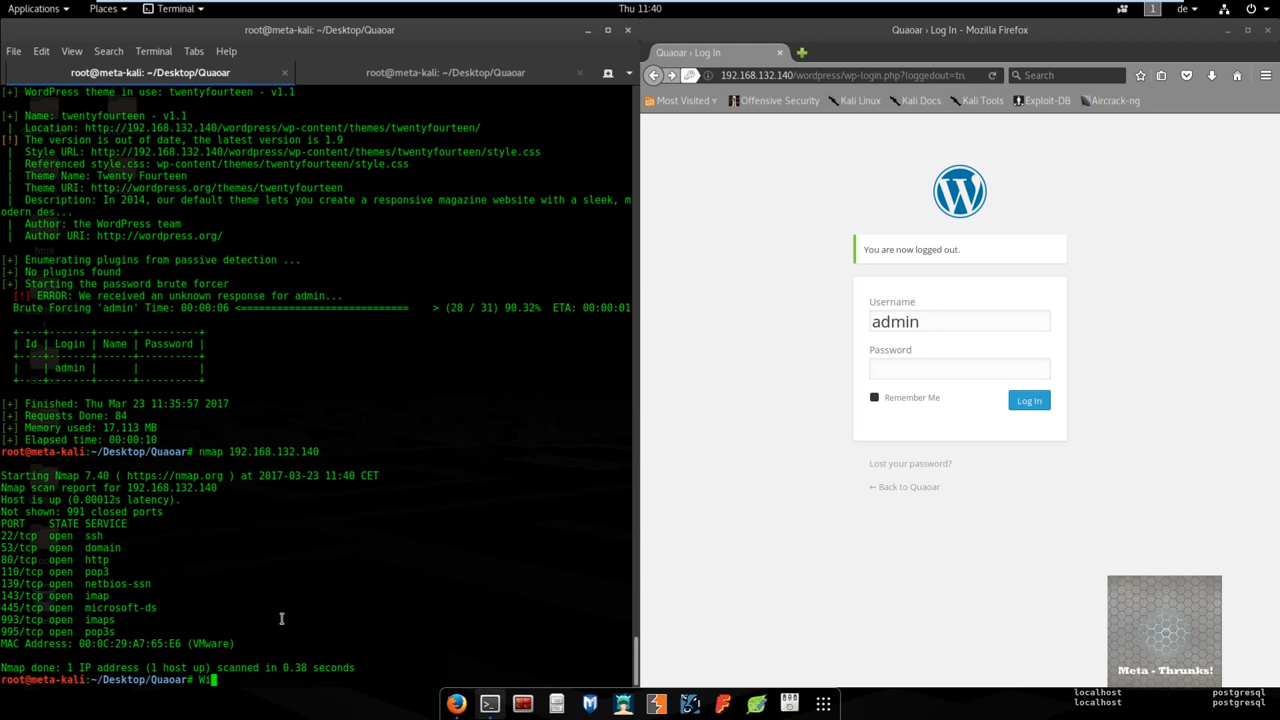 Applications
Places
Terminal
Thu 11:40
1
de
root@meta-kali: ~/Desktop/Quaoar
File Edit View Search Terminal Tabs Help
root@meta-kali: ~/Desktop/Quaoar
root@meta-kali: ~/Desktop/Quaoar
[+] WordPress theme in use: twentyfourteen - v1.1
[+] Name: twentyfourteen - v1.1
| Location: http://192.168.132.140/wordpress/wp-content/themes/twentyfourteen/
[!] The version is out of date, the latest version is 1.9
| Style URL: http://192.168.132.140/wordpress/wp-content/themes/twentyfourteen/style.css
| Referenced style.css: wp-content/themes/twentyfourteen/style.css
| Theme Name: Twenty Fourteen
| Theme URI: http://wordpress.org/themes/twentyfourteen
| Description: In 2014, our default theme lets you create a responsive magazine website with a sleek, m
odern des...
| Author: the WordPress team
| Author URI: http://wordpress.org/
[+] Enumerating plugins from passive detection ...
[+] No plugins found
[+] Starting the password brute forcer
[!] ERROR: We received an unknown response for admin...
Brute Forcing 'admin' Time: 00:00:06 <============================ > (28 / 31) 90.32% ETA: 00:00:01
+----+-------+------+----------+
| Id | Login | Name | Password |
+----+-------+------+----------+
| | admin | | |
+----+-------+------+----------+
[+] Finished: Thu Mar 23 11:35:57 2017
[+] Requests Done: 84
[+] Memory used: 17.113 MB
[+] Elapsed time: 00:00:10
root@meta-kali:~/Desktop/Quaoar# nmap 192.168.132.140
Starting Nmap 7.40 ( https://nmap.org ) at 2017-03-23 11:40 CET
Nmap scan report for 192.168.132.140
Host is up (0.00012s latency).
Not shown: 991 closed ports
PORT STATE SERVICE
22/tcp open ssh
53/tcp open domain
80/tcp open http
110/tcp open pop3
139/tcp open netbios-ssn
143/tcp open imap
445/tcp open microsoft-ds
993/tcp open imaps
995/tcp open pop3s
MAC Address: 00:0C:29:A7:65:E6 (VMware)
Nmap done: 1 IP address (1 host up) scanned in 0.38 seconds
root@meta-kali:~/Desktop/Quaoar# Wi
Quaoar › Log In - Mozilla Firefox
Quaoar › Log In
192.168.132.140/wordpress/wp-login.php?loggedout=tru
Search
Most Visited
Offensive Security
Kali Linux
Kali Docs
Kali Tools
Exploit-DB
Aircrack-ng
You are now logged out.
Username
admin
Password
Remember Me
Log In
Lost your password?
← Back to Quaoar
Meta - Thrunks!
localhost postgresql
localhost postgresql